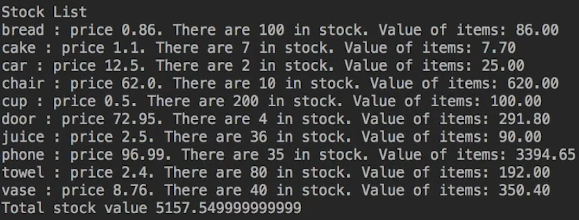 Stock List
bread : price 0.86. There are 100 in stock. Value of items: 86.00
cake : price 1.1. There are 7 in stock. Value of items: 7.70
car : price 12.5. There are 2 in stock. Value of items: 25.00
chair : price 62.0. There are 10 in stock. Value of items: 620.00
cup : price 0.5. There are 200 in stock. Value of items: 100.00
door : price 72.95. There are 4 in stock. Value of items: 291.80
juice : price 2.5. There are 36 in stock. Value of items: 90.00
phone : price 96.99. There are 35 in stock. Value of items: 3394.65
towel : price 2.4. There are 80 in stock. Value of items: 192.00
vase : price 8.76. There are 40 in stock. Value of items: 350.40
Total stock value 5157.549999999999